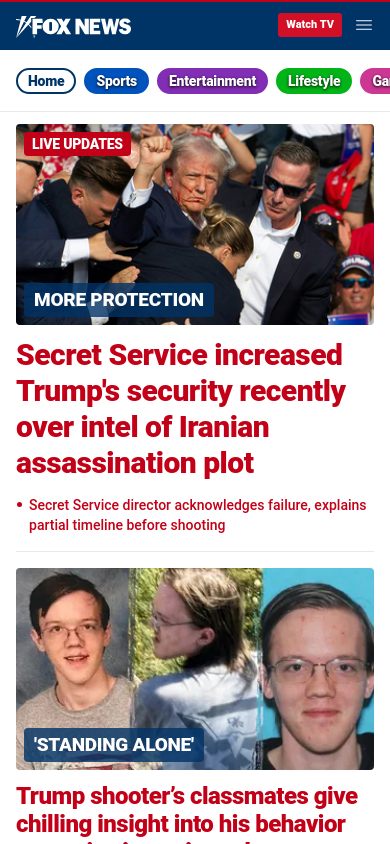 FOX NEWS
Watch TV
Home Sports Entertainment Lifestyle
LIVE UPDATES
TRUMP
MORE PROTECTION
Secret Service increased
Trump's security recently
over intel of Iranian
assassination plot
• Secret Service director acknowledges failure, explains
partial timeline before shooting
'STANDING ALONE'
Trump shooter’s classmates give
chilling insight into his behavior